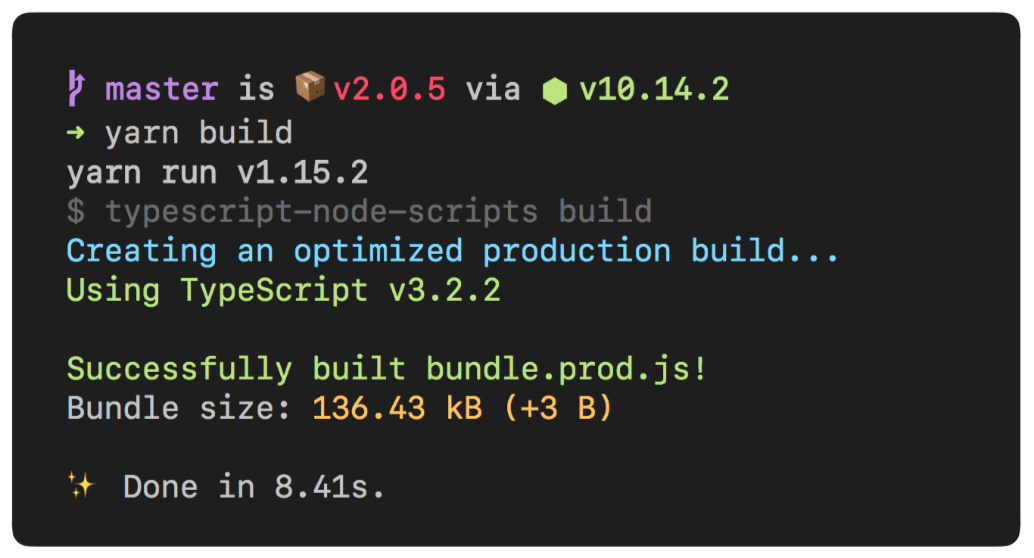 master is 📦 v2.0.5 via ⬢ v10.14.2
➜ yarn build
yarn run v1.15.2
$ typescript-node-scripts build
Creating an optimized production build...
Using TypeScript v3.2.2
Successfully built bundle.prod.js!
Bundle size: 136.43 kB (+3 B)
✨ Done in 8.41s.